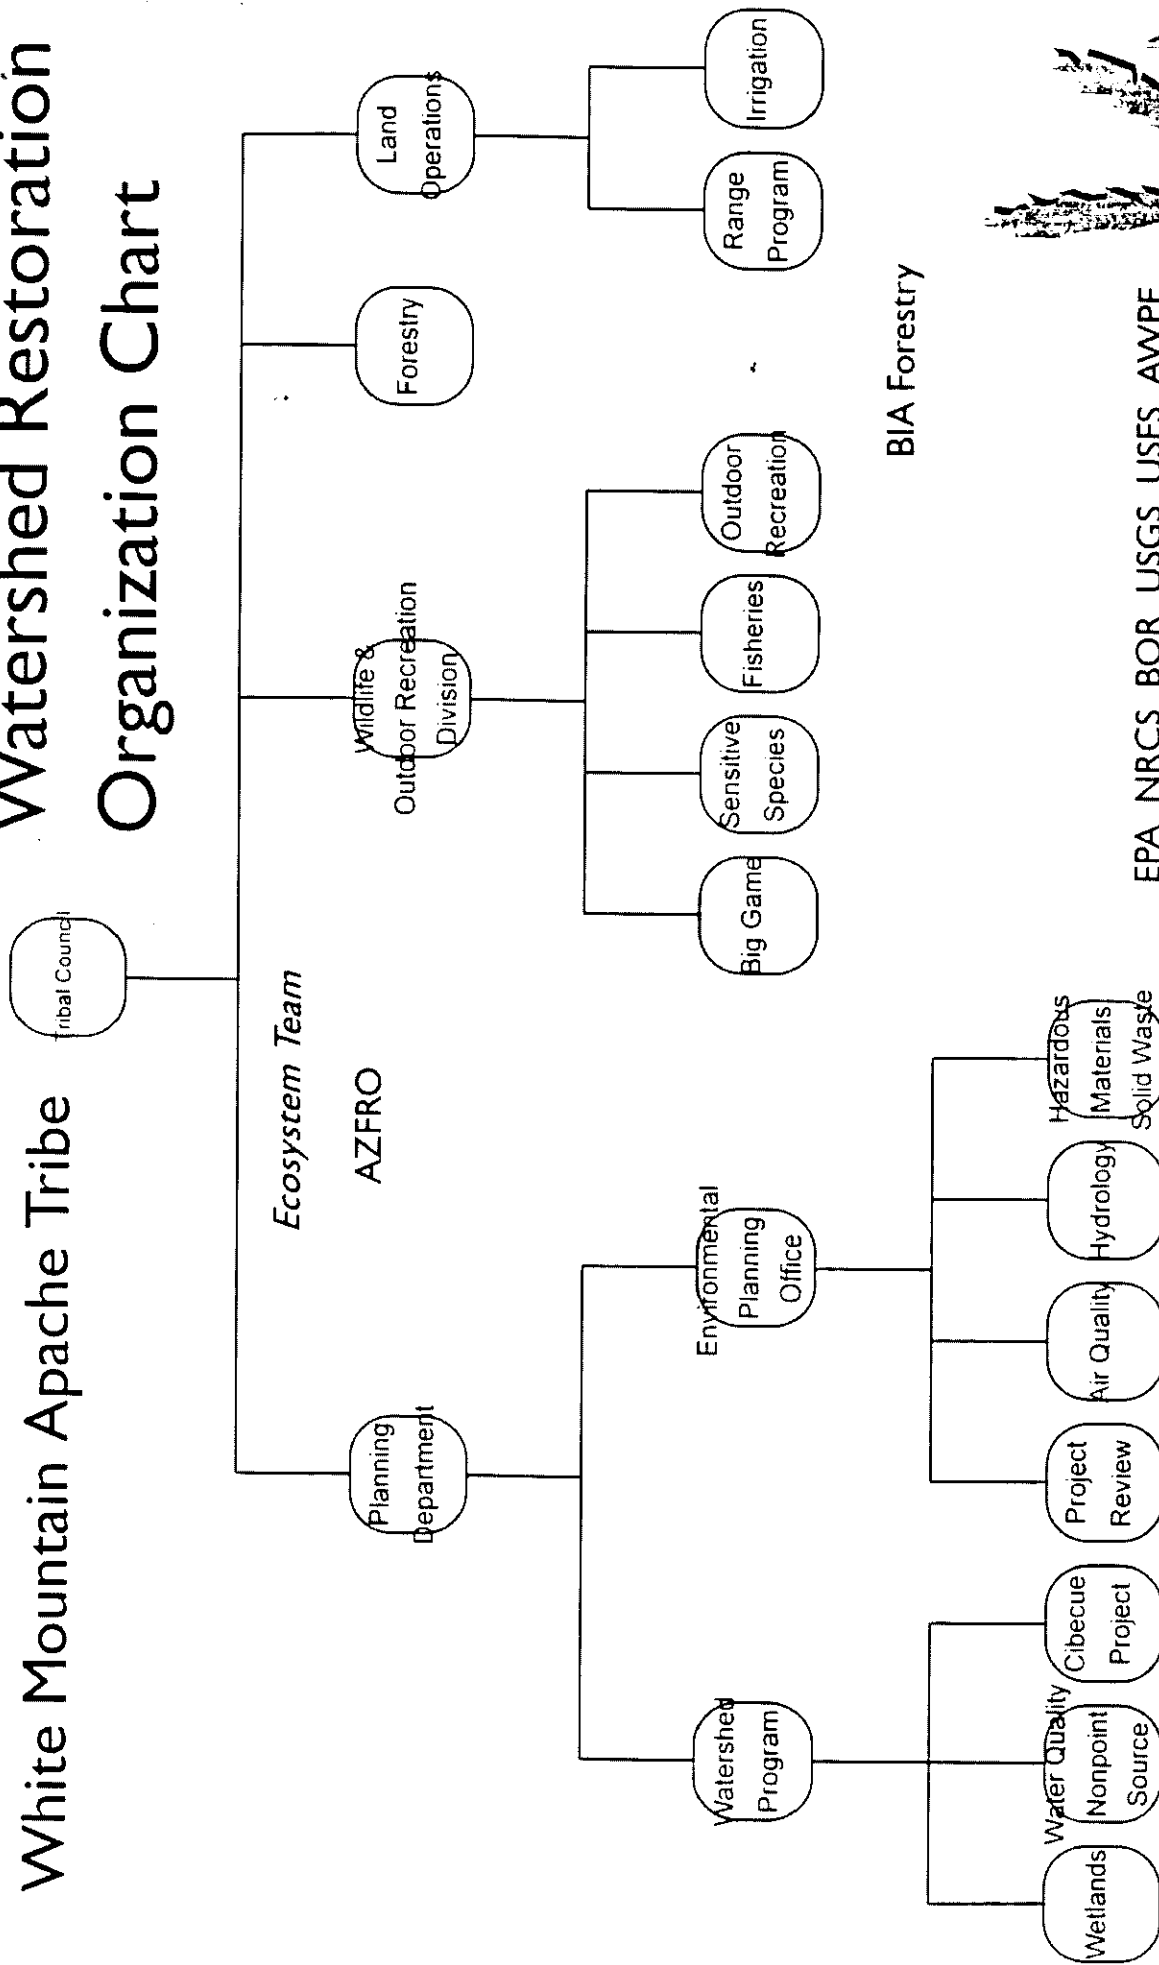 White Mountain Apache Tribe
Watershed Restoration
Organization Chart
Tribal Council
Ecosystem Team
AZFRO
Planning
Department
Wildlife &
Outdoor Recreation
Division
Forestry
Land
Operations
Watershed
Program
Environmental
Planning
Office
Big Game
Sensitive
Species
Fisheries
Outdoor
Recreation
Range
Program
Irrigation
BIA Forestry
Wetlands
Water Quality
Nonpoint
Source
Cibecue
Project
Project
Review
Air Quality
Hydrology
Hazardous
Materials
Solid Waste
EPA NRCS BOR USGS USFS AWPF